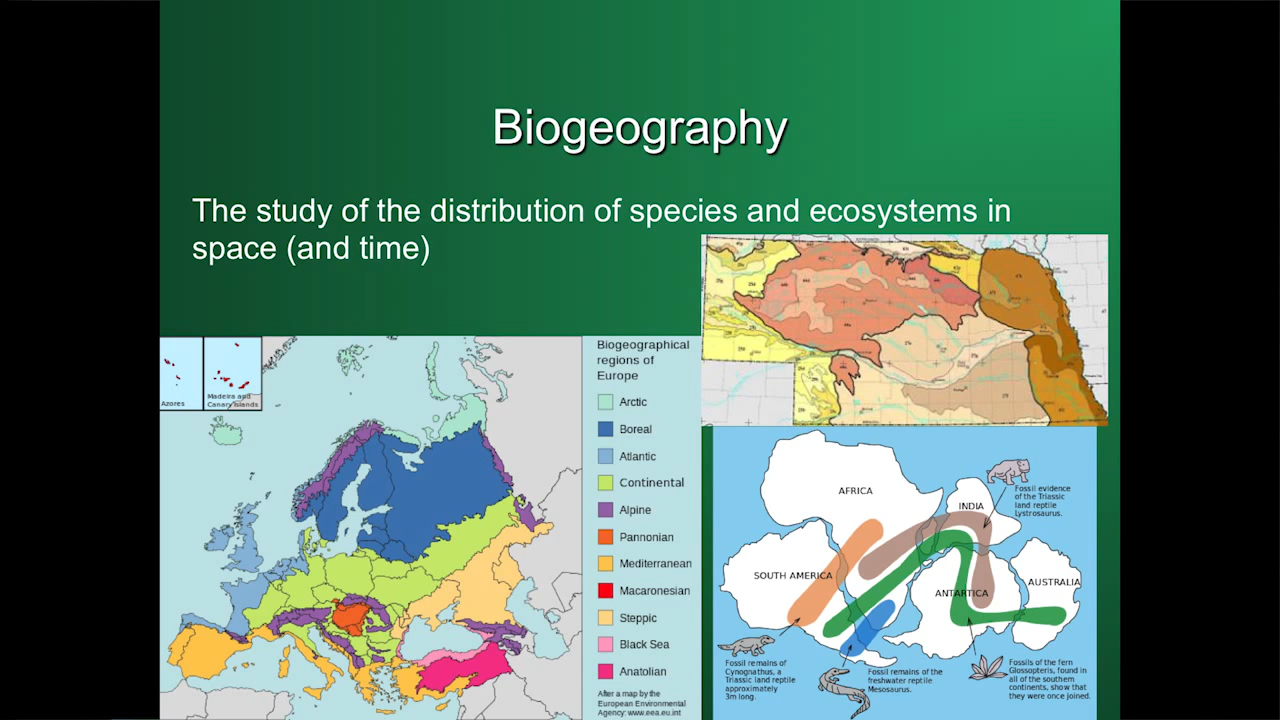 Biogeography
The study of the distribution of species and ecosystems in
space (and time)
Azores
Madeira and
Canary Islands
Biogeographical
regions of
Europe
Arctic
Boreal
Atlantic
Continental
Alpine
Pannonian
Mediterranean
Macaronesian
Steppic
Black Sea
Anatolian
After a map by the
European Environmental
Agency: www.eea.eu.int
AFRICA
INDIA
SOUTH AMERICA
ANTARTICA
AUSTRALIA
Fossil evidence
of the Triassic
land reptile
Lystrosaurus.
Fossil remains of
Cynognathus, a
Triassic land reptile
approximately
3m long.
Fossil remains of the
freshwater reptile
Mesosaurus.
Fossils of the fern
Glossopteris, found in
all of the southern
continents, show that
they were once joined.